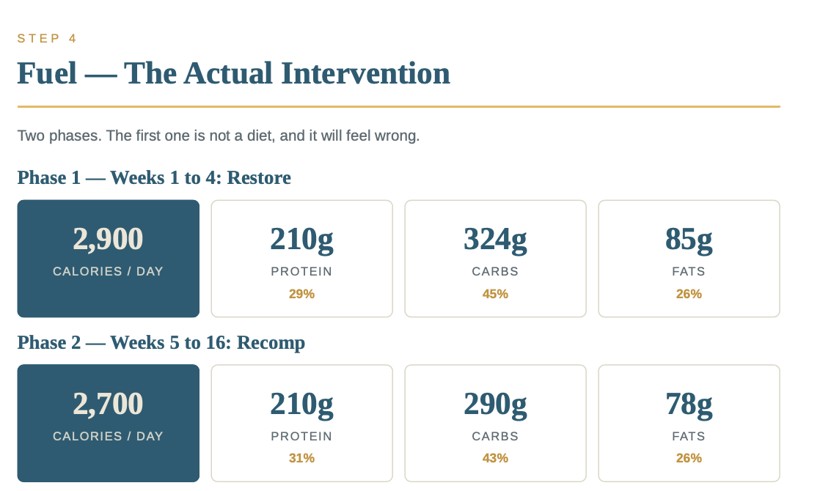 STEP 4
Fuel — The Actual Intervention
Two phases. The first one is not a diet, and it will feel wrong.
Phase 1 — Weeks 1 to 4: Restore
2,900
CALORIES / DAY
210g
PROTEIN
29%
324g
CARBS
45%
85g
FATS
26%
Phase 2 — Weeks 5 to 16: Recomp
2,700
CALORIES / DAY
210g
PROTEIN
31%
290g
CARBS
43%
78g
FATS
26%